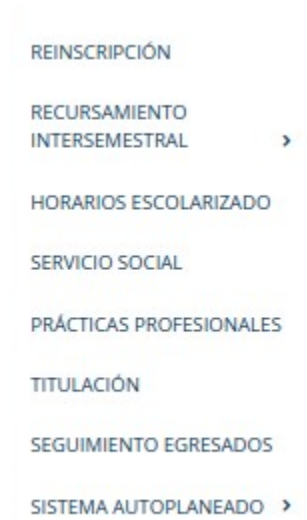 REINSCRIPCIÓN
RECURSAMIENTO
INTERSEMESTRAL
HORARIOS ESCOLARIZADO
SERVICIO SOCIAL
PRÁCTICAS PROFESIONALES
TITULACIÓN
SEGUIMIENTO EGRESADOS
SISTEMA AUTOPLANEADO